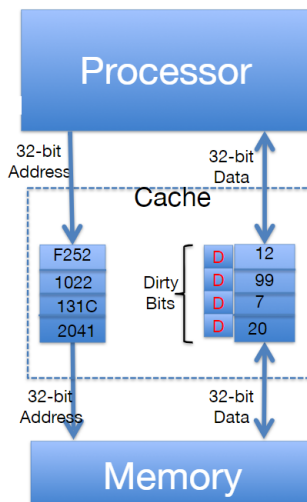 Processor
32-bit
Address
32-bit
Data
Cache
F252
1022
131C
2041
Dirty
Bits
D 12
D 99
D 7
D 20
32-bit
Address
32-bit
Data
Memory